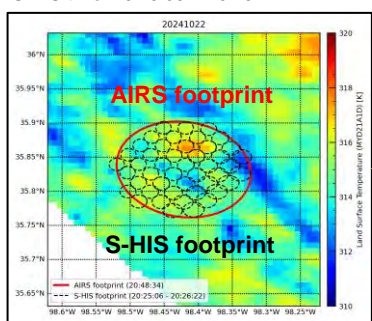 20241022
36°N
35.95°N
35.9°N
35.85°N
35.8°N
35.75°N
35.7°N
35.65°N
AIRS footprint
S-HIS footprint
AIRS footprint (20:48:34)
S-HIS footprint (20:25:06 - 20:26:22)
98.6°W 98.55°W 98.5°W 98.45°W 98.4°W 98.35°W 98.3°W 98.25°W
320
318
316
314
312
310
Land Surface Temperature (MYD21A1D) [K]